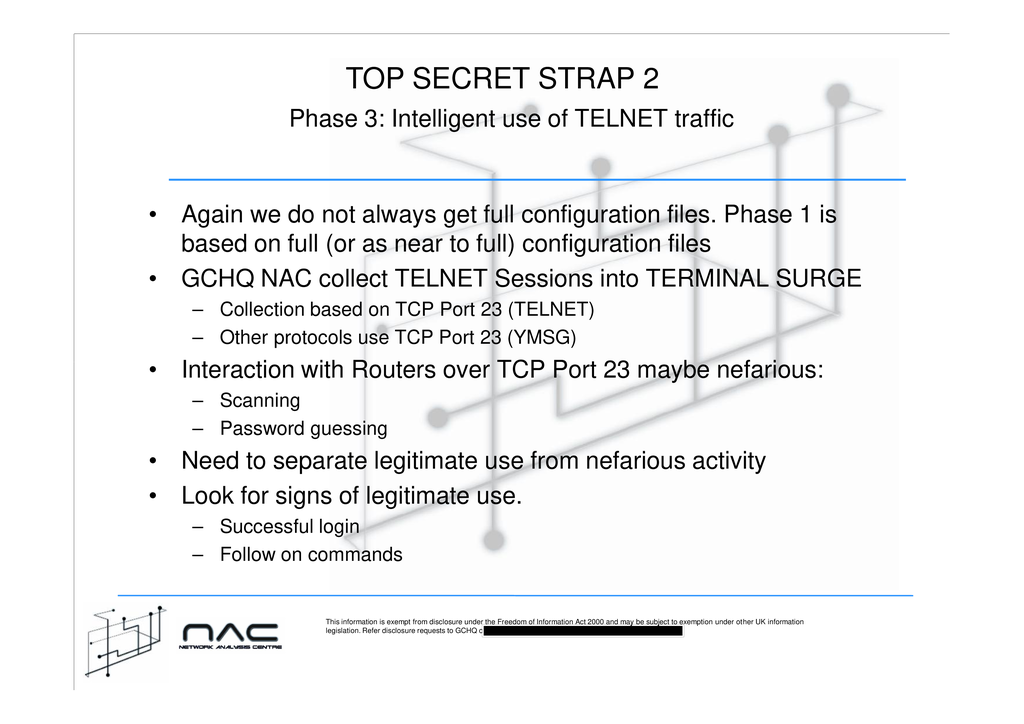 TOP SECRET STRAP 2
Phase 3: Intelligent use of TELNET traffic
• Again we do not always get full configuration files. Phase 1 is
based on full (or as near to full) configuration files
• GCHQ NAC collect TELNET Sessions into TERMINAL SURGE
– Collection based on TCP Port 23 (TELNET)
– Other protocols use TCP Port 23 (YMSG)
• Interaction with Routers over TCP Port 23 maybe nefarious:
– Scanning
– Password guessing
• Need to separate legitimate use from nefarious activity
• Look for signs of legitimate use.
– Successful login
– Follow on commands
NAC
NETWORK ANALYSIS CENTRE
This information is exempt from disclosure under the Freedom of Information Act 2000 and may be subject to exemption under other UK information
legislation. Refer disclosure requests to GCHQ